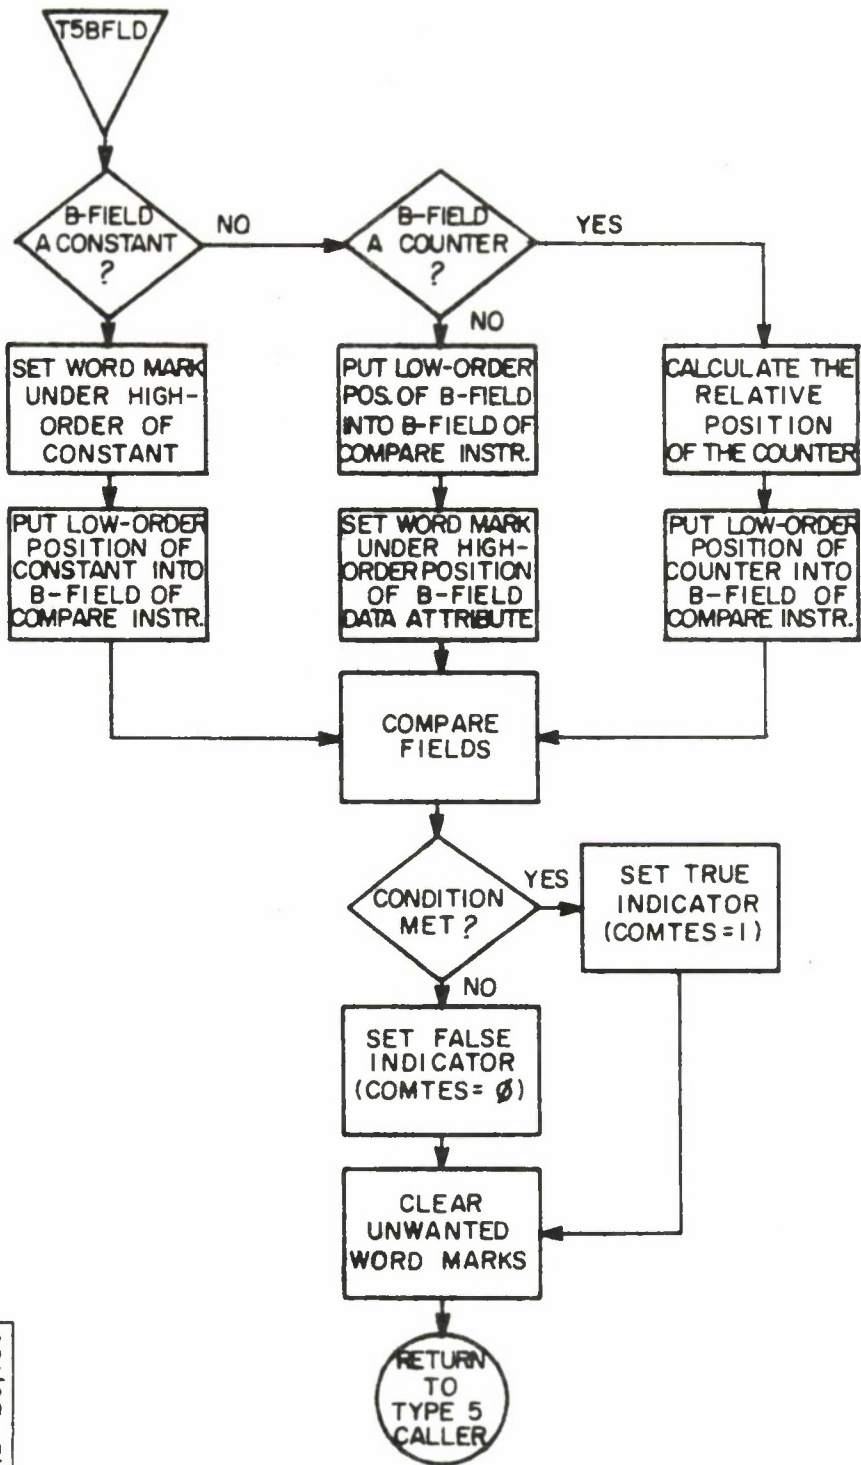 T5BFLD
B-FIELD
A CONSTANT
?
NO
B-FIELD
A COUNTER
?
YES
NO
SET WORD MARK
UNDER HIGH-
ORDER OF
CONSTANT
PUT LOW-ORDER
POS. OF B-FIELD
INTO B-FIELD OF
COMPARE INSTR.
CALCULATE THE
RELATIVE
POSITION
OF THE COUNTER
PUT LOW-ORDER
POSITION OF
CONSTANT INTO
B-FIELD OF
COMPARE INSTR.
SET WORD MARK
UNDER HIGH-
ORDER POSITION
OF B-FIELD
DATA ATTRIBUTE
PUT LOW-ORDER
POSITION OF
COUNTER INTO
B-FIELD OF
COMPARE INSTR.
COMPARE
FIELDS
CONDITION
MET?
YES
SET TRUE
INDICATOR
(COMTES=1)
NO
SET FALSE
INDICATOR
(COMTES= Ø)
CLEAR
UNWANTED
WORD MARKS
RETURN
TO
TYPE 5
CALLER